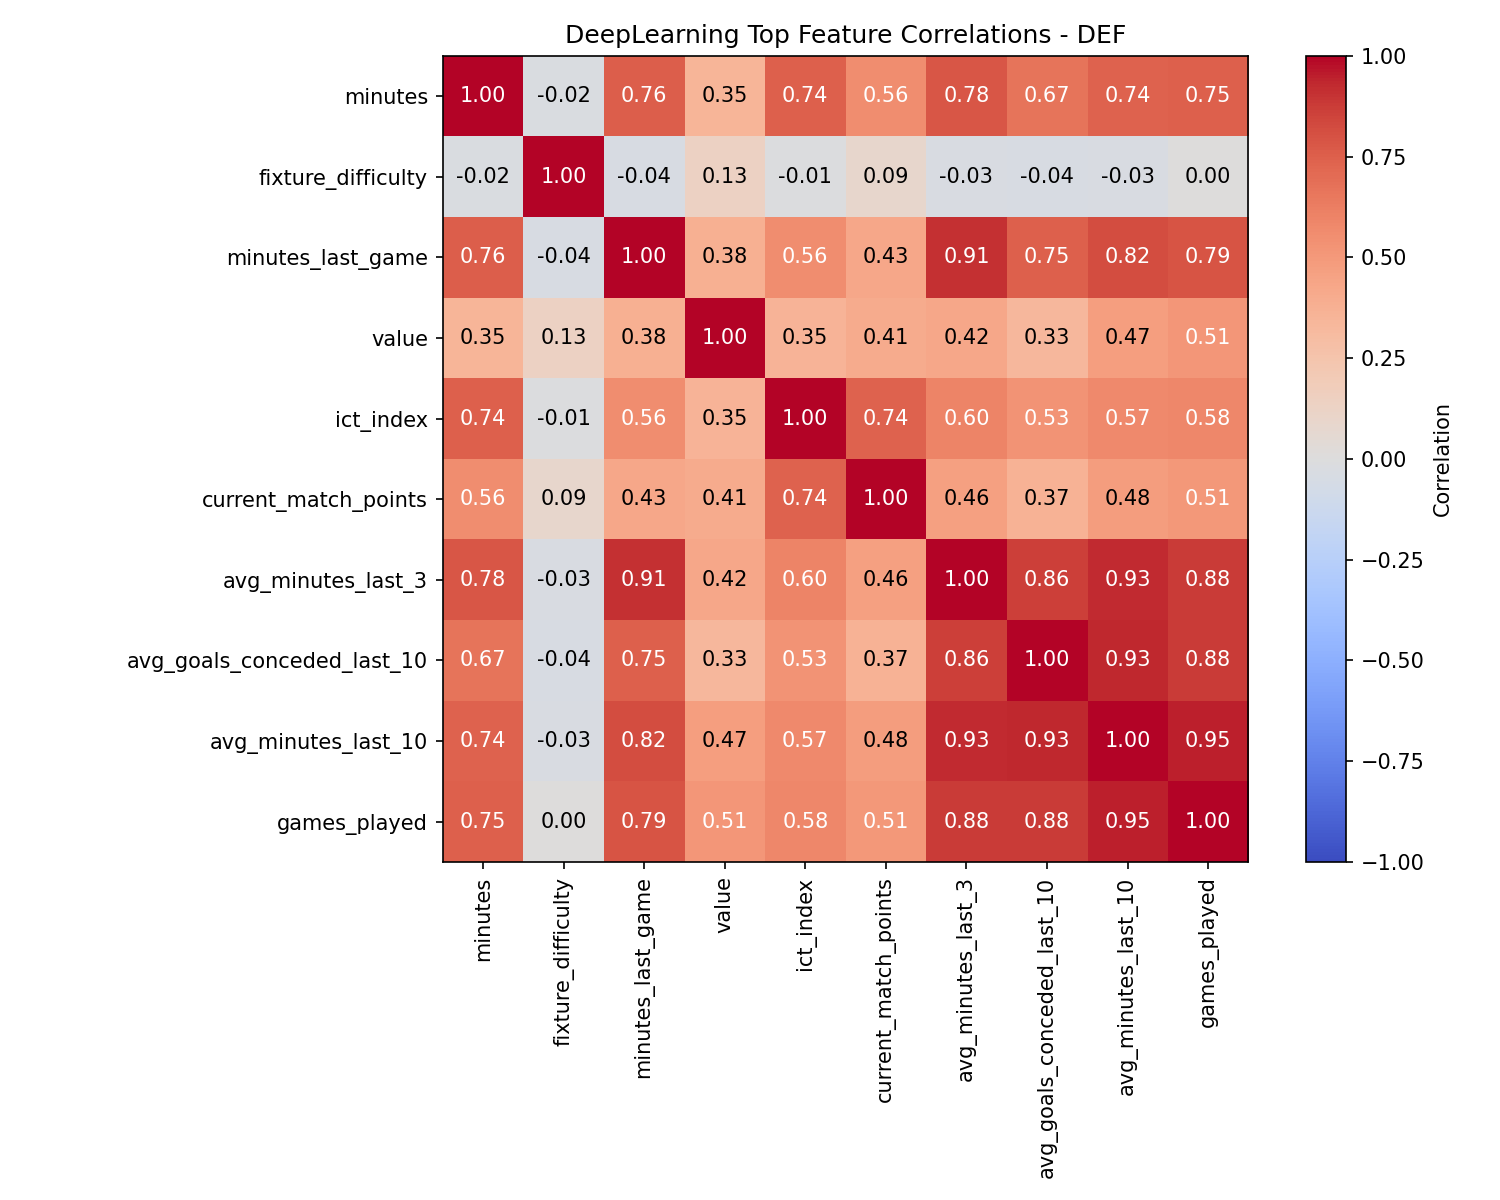 DeepLearning Top Feature Correlations - DEF
minutes 1.00 -0.02 0.76 0.35 0.74 0.56 0.78 0.67 0.74 0.75
fixture_difficulty -0.02 1.00 -0.04 0.13 -0.01 0.09 -0.03 -0.04 -0.03 0.00
minutes_last_game 0.76 -0.04 1.00 0.38 0.56 0.43 0.91 0.75 0.82 0.79
value 0.35 0.13 0.38 1.00 0.35 0.41 0.42 0.33 0.47 0.51
ict_index 0.74 -0.01 0.56 0.35 1.00 0.74 0.60 0.53 0.57 0.58
current_match_points 0.56 0.09 0.43 0.41 0.74 1.00 0.46 0.37 0.48 0.51
avg_minutes_last_3 0.78 -0.03 0.91 0.42 0.60 0.46 1.00 0.86 0.93 0.88
avg_goals_conceded_last_10 0.67 -0.04 0.75 0.33 0.53 0.37 0.86 1.00 0.93 0.88
avg_minutes_last_10 0.74 -0.03 0.82 0.47 0.57 0.48 0.93 0.93 1.00 0.95
games_played 0.75 0.00 0.79 0.51 0.58 0.51 0.88 0.88 0.95 1.00
minutes
fixture_difficulty
minutes_last_game
value
ict_index
current_match_points
avg_minutes_last_3
avg_goals_conceded_last_10
avg_minutes_last_10
games_played
1.00
0.75
0.50
0.25
0.00
−0.25
−0.50
−0.75
−1.00
Correlation